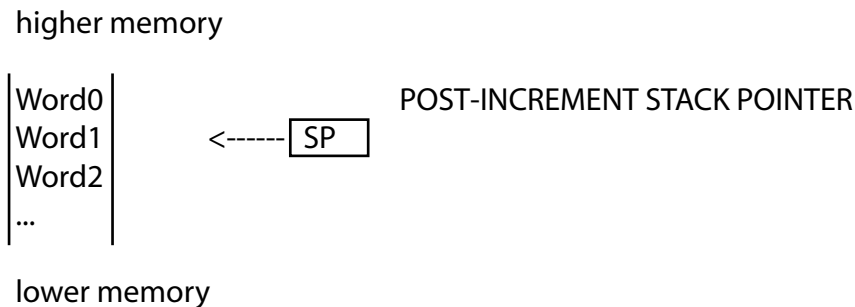 higher memory
Word0 POST-INCREMENT STACK POINTER
Word1 <------ SP
Word2
...
lower memory